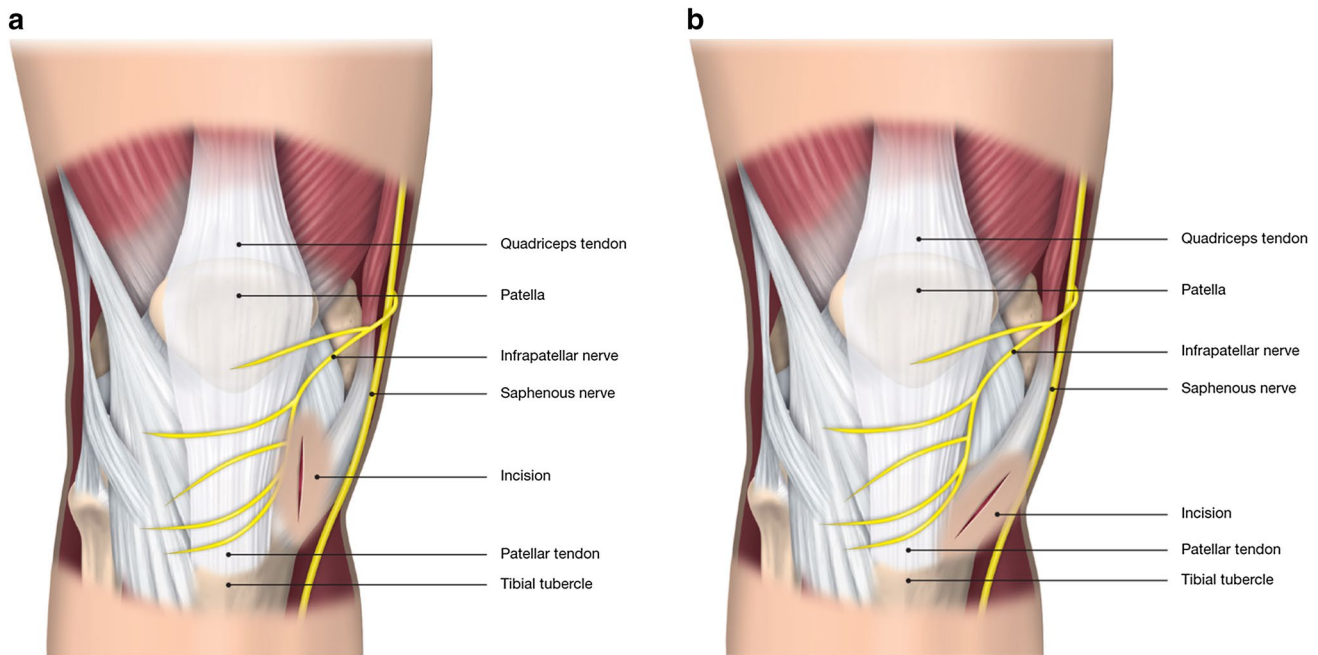 a
Quadriceps tendon
Patella
Infrapatellar nerve
Saphenous nerve
Incision
Patellar tendon
Tibial tubercle
b
Quadriceps tendon
Patella
Infrapatellar nerve
Saphenous nerve
Incision
Patellar tendon
Tibial tubercle